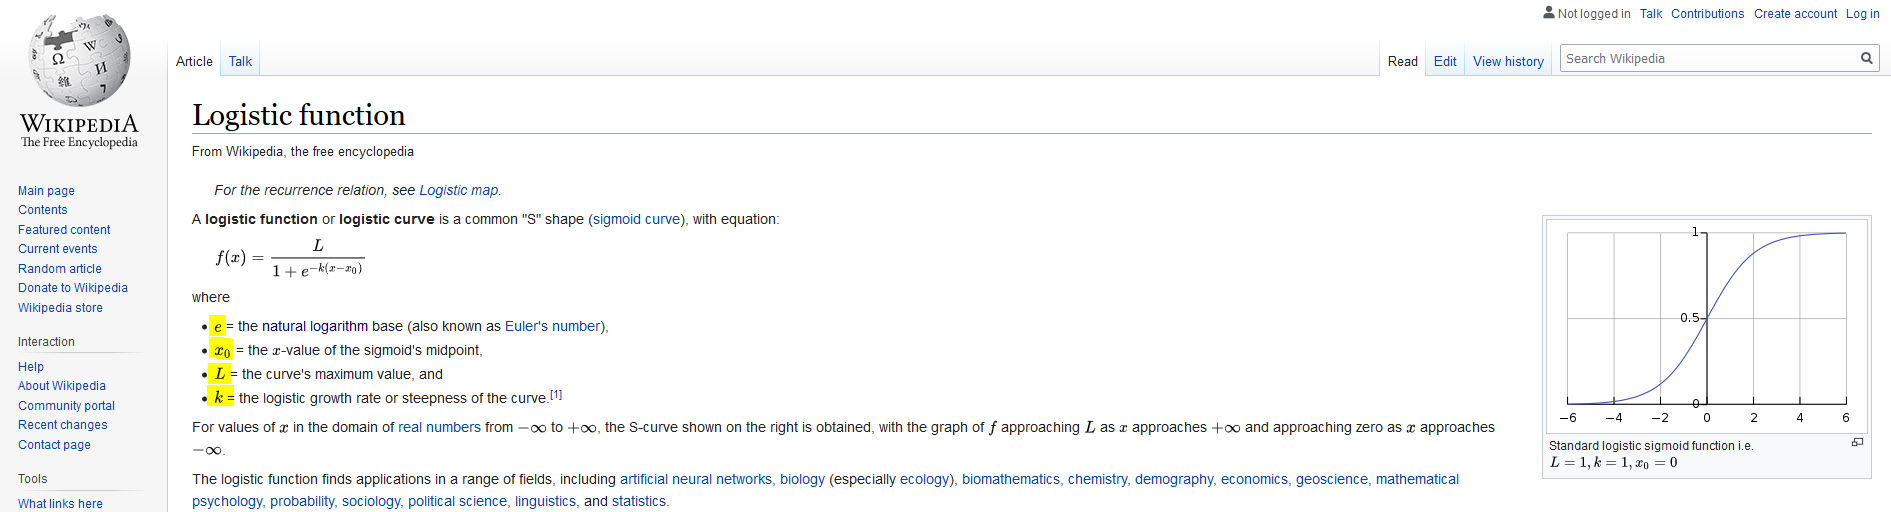 Not logged in Talk Contributions Create account Log in
Article Talk Read Edit View history Search Wikipedia
WIKIPEDIA
The Free Encyclopedia
Main page
Contents
Featured content
Current events
Random article
Donate to Wikipedia
Wikipedia store
Interaction
Help
About Wikipedia
Community portal
Recent changes
Contact page
Tools
What links here
Logistic function
From Wikipedia, the free encyclopedia
For the recurrence relation, see Logistic map.
A logistic function or logistic curve is a common "S" shape (sigmoid curve), with equation:
f(x) = L / (1 + e^{−k(x−x₀)})
where
• e = the natural logarithm base (also known as Euler's number),
• x₀ = the x-value of the sigmoid's midpoint,
• L = the curve's maximum value, and
• k = the logistic growth rate or steepness of the curve.[1]
For values of x in the domain of real numbers from −∞ to +∞, the S-curve shown on the right is obtained, with the graph of f approaching L as x approaches +∞ and approaching zero as x approaches
−∞.
The logistic function finds applications in a range of fields, including artificial neural networks, biology (especially ecology), biomathematics, chemistry, demography, economics, geoscience, mathematical
psychology, probability, sociology, political science, linguistics, and statistics.
1
0.5
0
−6 −4 −2 0 2 4 6
Standard logistic sigmoid function i.e.
L = 1, k = 1, x₀ = 0